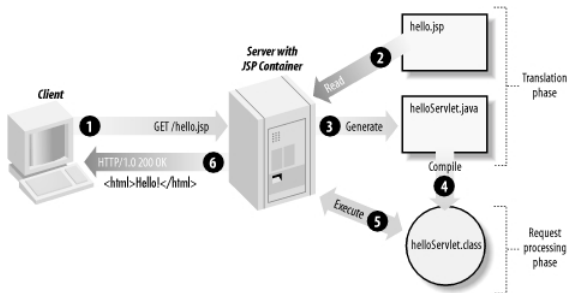 hello.jsp
Server with
JSP Container
2
Read
Translation
phase
Client
helloServlet.java
1
GET /hello.jsp
3
Generate
HTTP/1.0 200 OK
6
Compile
<html>Hello!</html>
4
Execute
5
helloServlet.class
Request
processing
phase